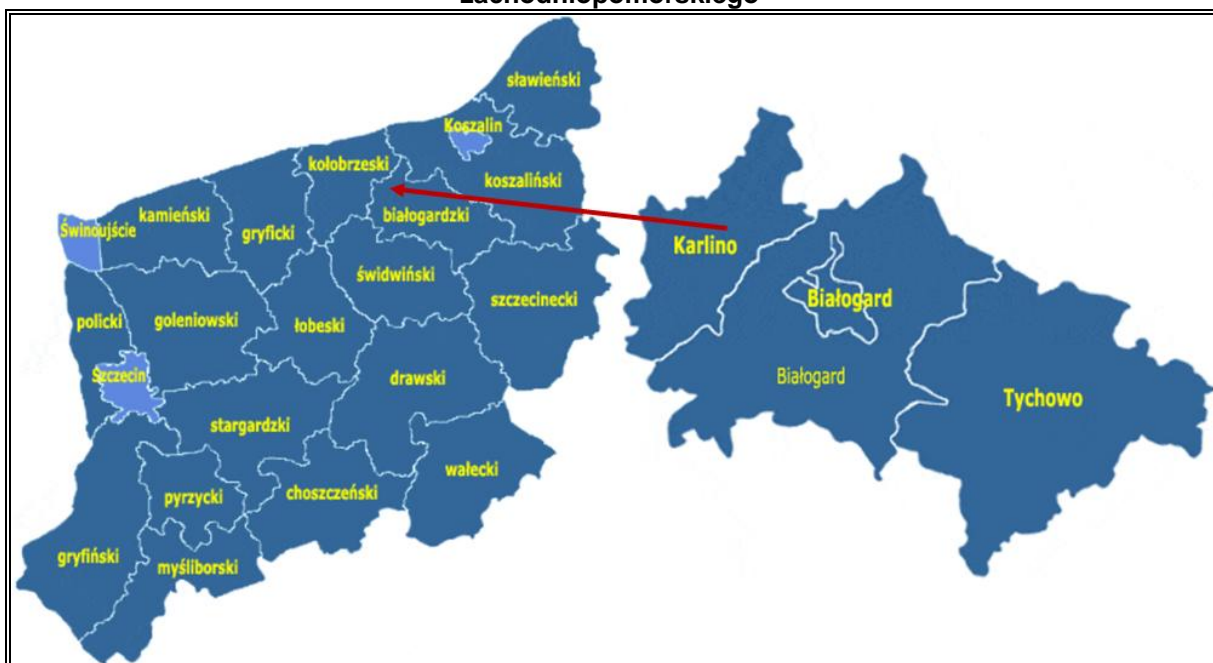 zachodniopomorskiego
sławieński
Koszalin
kołobrzeski
koszaliński
kamieński
białogardzki
Świnoujście
gryficki
świdwiński
szczecinecki
policki
goleniowski
łobeski
Szczecin
drawski
stargardzki
wałecki
pyrzycki
choszczeński
gryfiński
myśliborski
Karlino
Białogard
Białogard
Tychowo